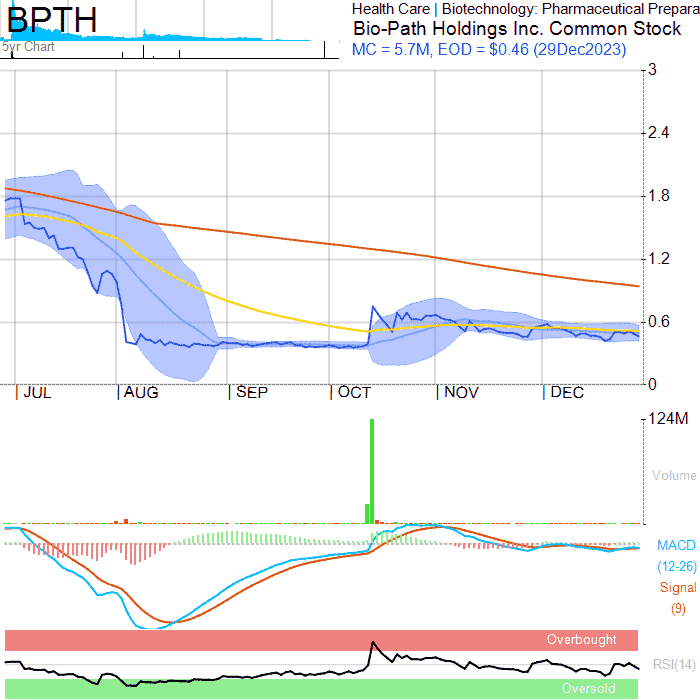 BPTH
5yr Chart
Health Care | Biotechnology: Pharmaceutical Prepara
Bio-Path Holdings Inc. Common Stock
MC = 5.7M, EOD = $0.46 (29Dec2023)
3
2.4
1.8
1.2
0.6
0
JUL AUG SEP OCT NOV DEC
124M
Volume
MACD
(12-26)
Signal
(9)
Overbought
RSI(14)
Oversold